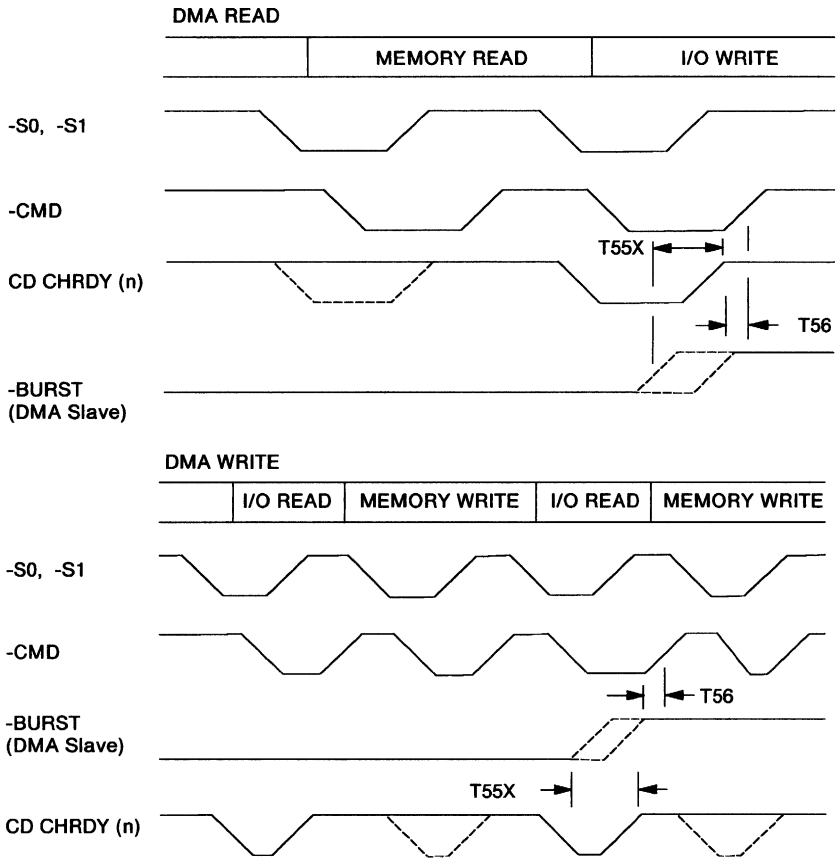 DMA READ
MEMORY READ I/O WRITE
-S0, -S1
-CMD
T55X
CD CHRDY (n)
T56
-BURST
(DMA Slave)
DMA WRITE
I/O READ MEMORY WRITE I/O READ MEMORY WRITE
-S0, -S1
-CMD
T56
-BURST
(DMA Slave)
T55X
CD CHRDY (n)